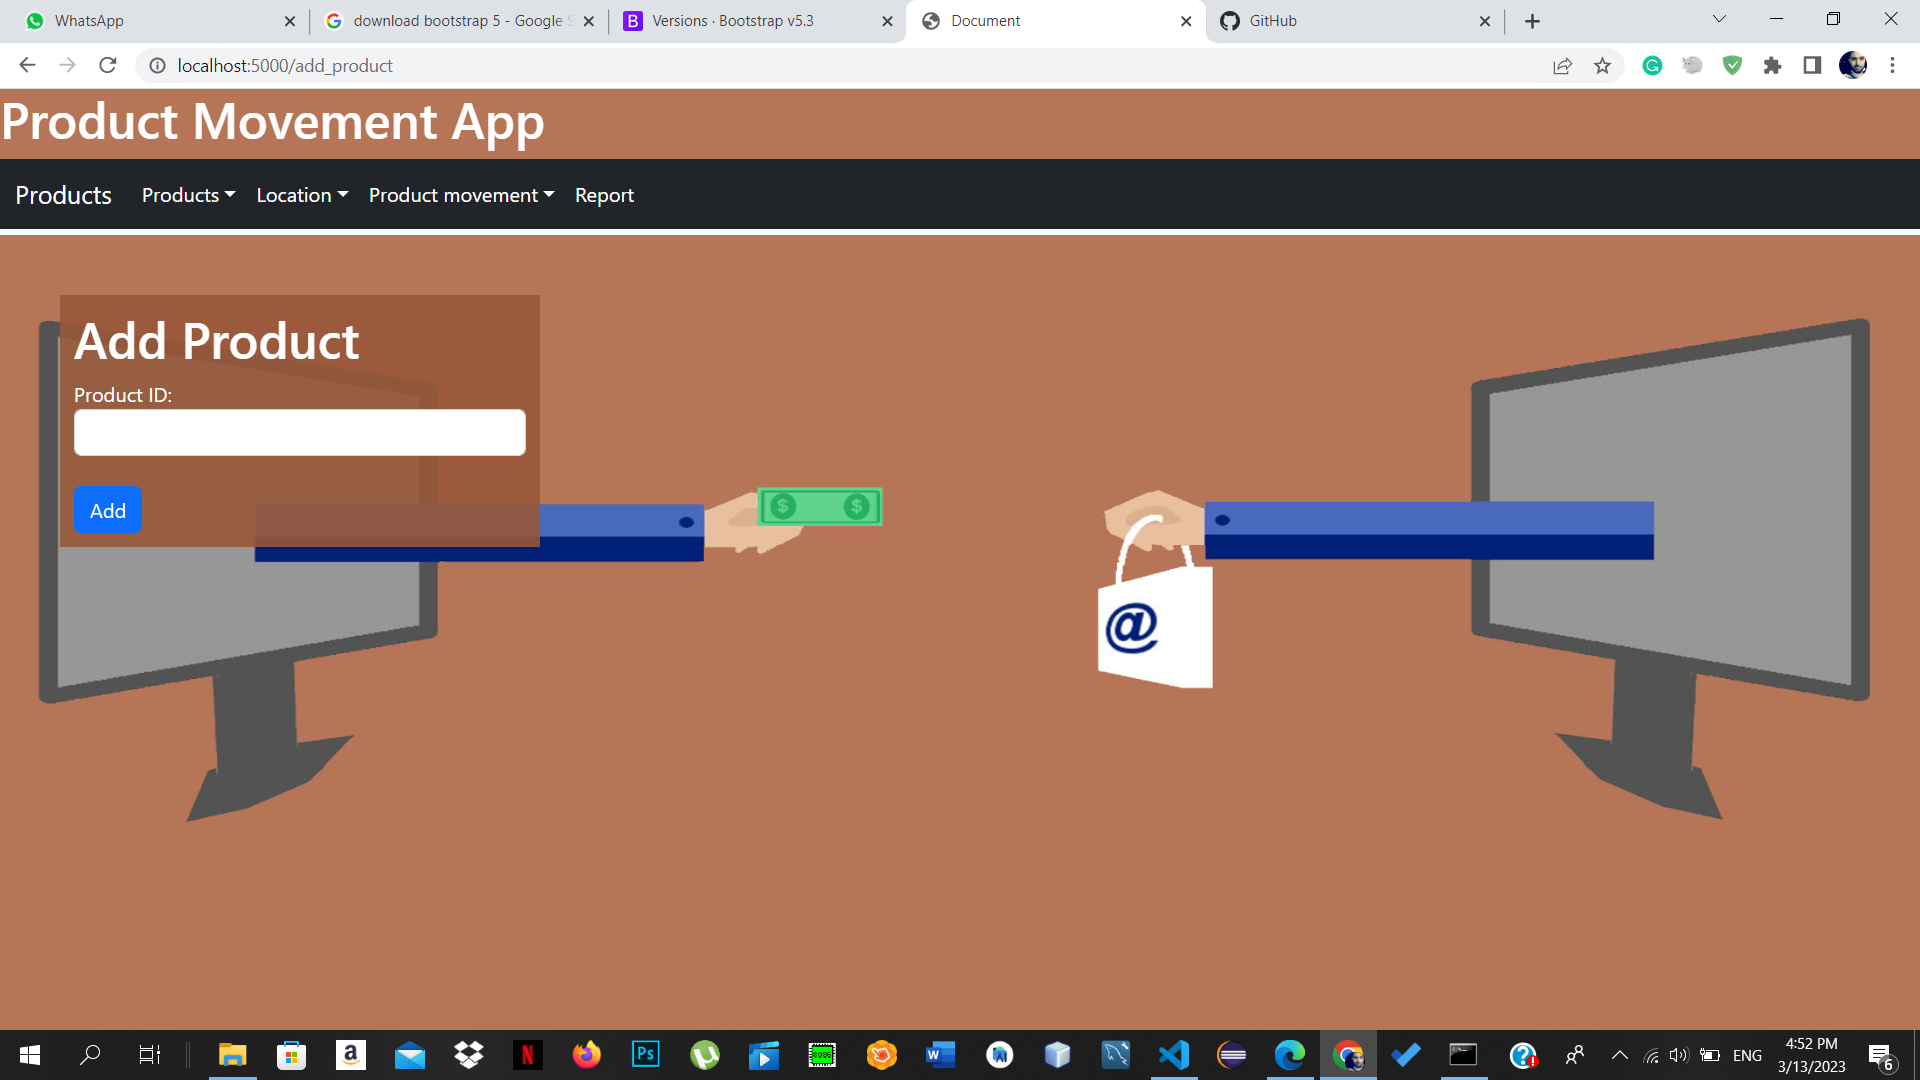 WhatsApp
download bootstrap 5 - Google S
Versions · Bootstrap v5.3
Document
GitHub
localhost:5000/add_product
Product Movement App
Products Products Location Product movement Report
Add Product
Product ID:
Add
$ $
@
ENG
4:52 PM
3/13/2023
6